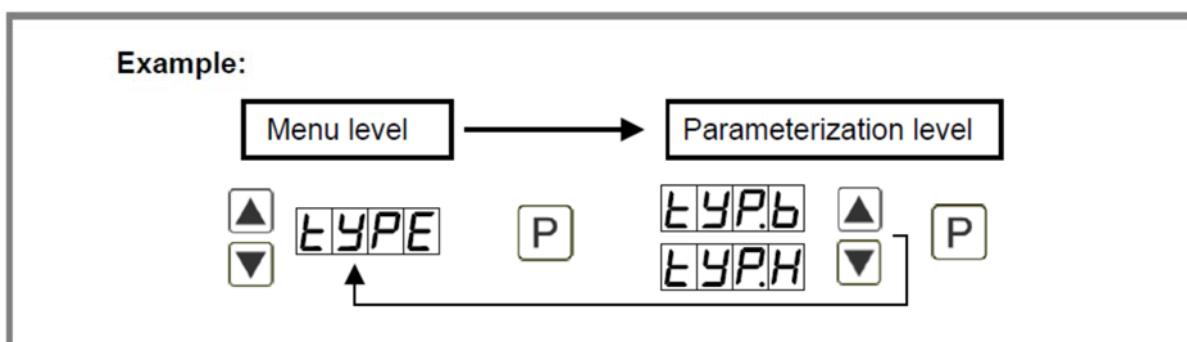 Example:
Menu level Parameterization level
tYPE P tYP.b P
tYP.H